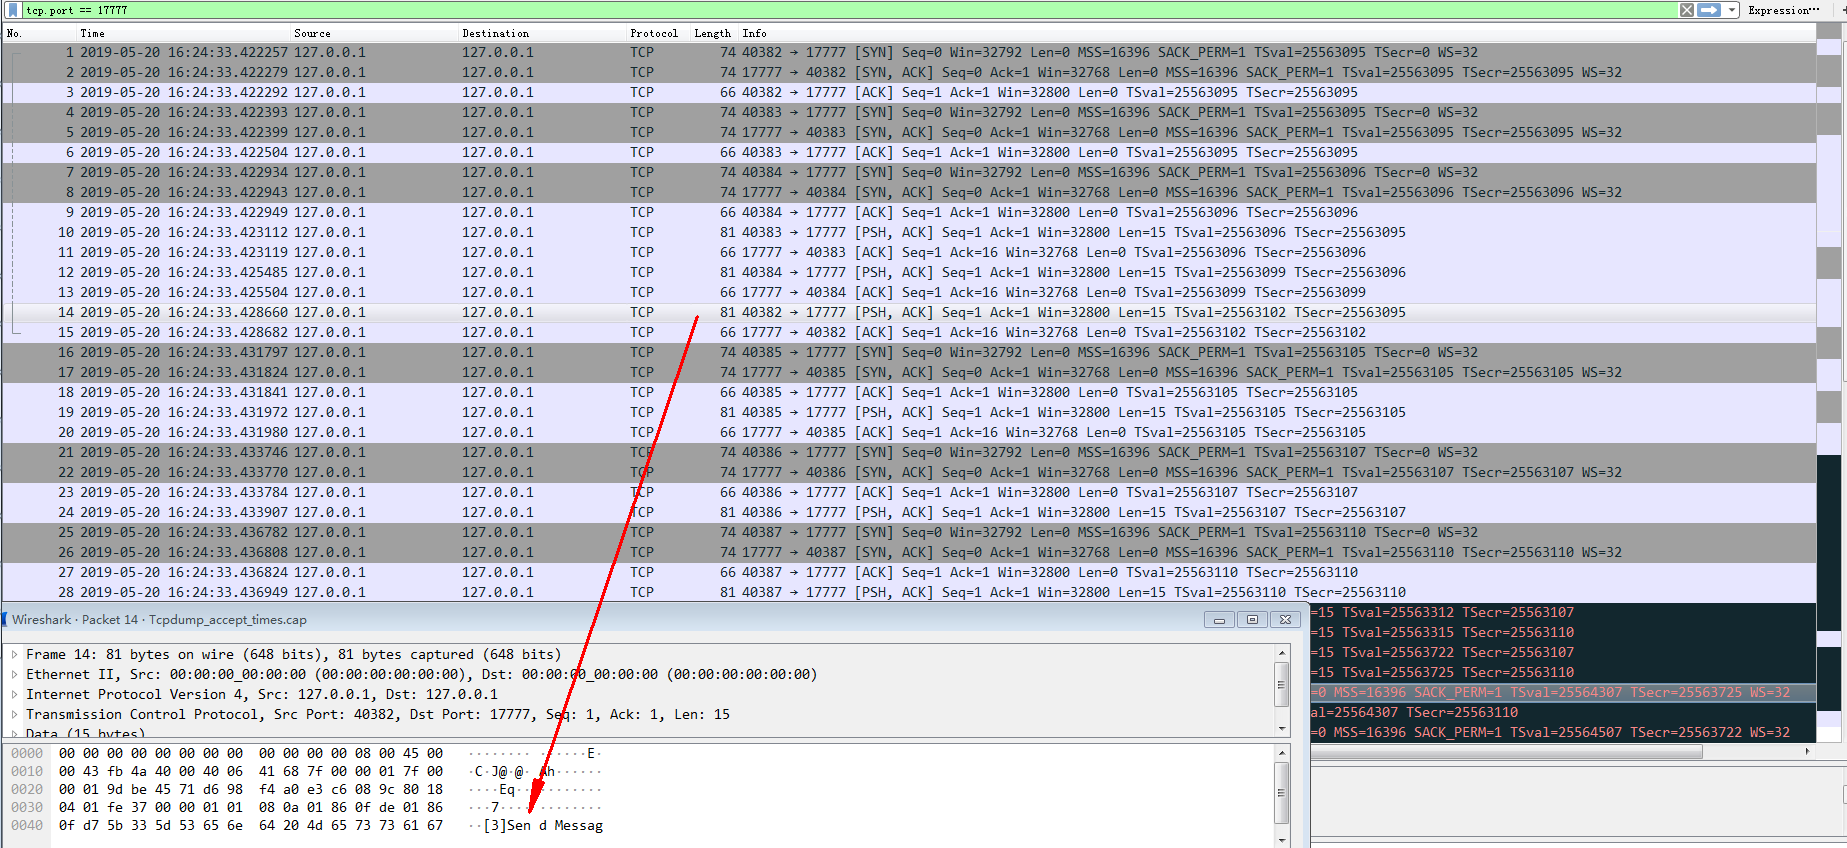 tcp.port == 17777
Expression…
No. Time Source Destination Protocol Length Info
1 2019-05-20 16:24:33.422257 127.0.0.1 127.0.0.1 TCP 74 40382 → 17777 [SYN] Seq=0 Win=32792 Len=0 MSS=16396 SACK_PERM=1 TSval=25563095 TSecr=0 WS=32
2 2019-05-20 16:24:33.422279 127.0.0.1 127.0.0.1 TCP 74 17777 → 40382 [SYN, ACK] Seq=0 Ack=1 Win=32768 Len=0 MSS=16396 SACK_PERM=1 TSval=25563095 TSecr=25563095 WS=32
3 2019-05-20 16:24:33.422292 127.0.0.1 127.0.0.1 TCP 66 40382 → 17777 [ACK] Seq=1 Ack=1 Win=32800 Len=0 TSval=25563095 TSecr=25563095
4 2019-05-20 16:24:33.422393 127.0.0.1 127.0.0.1 TCP 74 40383 → 17777 [SYN] Seq=0 Win=32792 Len=0 MSS=16396 SACK_PERM=1 TSval=25563095 TSecr=0 WS=32
5 2019-05-20 16:24:33.422399 127.0.0.1 127.0.0.1 TCP 74 17777 → 40383 [SYN, ACK] Seq=0 Ack=1 Win=32768 Len=0 MSS=16396 SACK_PERM=1 TSval=25563095 TSecr=25563095 WS=32
6 2019-05-20 16:24:33.422504 127.0.0.1 127.0.0.1 TCP 66 40383 → 17777 [ACK] Seq=1 Ack=1 Win=32800 Len=0 TSval=25563095 TSecr=25563095
7 2019-05-20 16:24:33.422934 127.0.0.1 127.0.0.1 TCP 74 40384 → 17777 [SYN] Seq=0 Win=32792 Len=0 MSS=16396 SACK_PERM=1 TSval=25563096 TSecr=0 WS=32
8 2019-05-20 16:24:33.422943 127.0.0.1 127.0.0.1 TCP 74 17777 → 40384 [SYN, ACK] Seq=0 Ack=1 Win=32768 Len=0 MSS=16396 SACK_PERM=1 TSval=25563096 TSecr=25563096 WS=32
9 2019-05-20 16:24:33.422949 127.0.0.1 127.0.0.1 TCP 66 40384 → 17777 [ACK] Seq=1 Ack=1 Win=32800 Len=0 TSval=25563096 TSecr=25563096
10 2019-05-20 16:24:33.423112 127.0.0.1 127.0.0.1 TCP 81 40383 → 17777 [PSH, ACK] Seq=1 Ack=1 Win=32800 Len=15 TSval=25563096 TSecr=25563095
11 2019-05-20 16:24:33.423119 127.0.0.1 127.0.0.1 TCP 66 17777 → 40383 [ACK] Seq=1 Ack=16 Win=32768 Len=0 TSval=25563096 TSecr=25563096
12 2019-05-20 16:24:33.425485 127.0.0.1 127.0.0.1 TCP 81 40384 → 17777 [PSH, ACK] Seq=1 Ack=1 Win=32800 Len=15 TSval=25563099 TSecr=25563096
13 2019-05-20 16:24:33.425504 127.0.0.1 127.0.0.1 TCP 66 17777 → 40384 [ACK] Seq=1 Ack=16 Win=32768 Len=0 TSval=25563099 TSecr=25563099
14 2019-05-20 16:24:33.428660 127.0.0.1 127.0.0.1 TCP 81 40382 → 17777 [PSH, ACK] Seq=1 Ack=1 Win=32800 Len=15 TSval=25563102 TSecr=25563095
15 2019-05-20 16:24:33.428682 127.0.0.1 127.0.0.1 TCP 66 17777 → 40382 [ACK] Seq=1 Ack=16 Win=32768 Len=0 TSval=25563102 TSecr=25563102
16 2019-05-20 16:24:33.431797 127.0.0.1 127.0.0.1 TCP 74 40385 → 17777 [SYN] Seq=0 Win=32792 Len=0 MSS=16396 SACK_PERM=1 TSval=25563105 TSecr=0 WS=32
17 2019-05-20 16:24:33.431824 127.0.0.1 127.0.0.1 TCP 74 17777 → 40385 [SYN, ACK] Seq=0 Ack=1 Win=32768 Len=0 MSS=16396 SACK_PERM=1 TSval=25563105 TSecr=25563105 WS=32
18 2019-05-20 16:24:33.431841 127.0.0.1 127.0.0.1 TCP 66 40385 → 17777 [ACK] Seq=1 Ack=1 Win=32800 Len=0 TSval=25563105 TSecr=25563105
19 2019-05-20 16:24:33.431972 127.0.0.1 127.0.0.1 TCP 81 40385 → 17777 [PSH, ACK] Seq=1 Ack=1 Win=32800 Len=15 TSval=25563105 TSecr=25563105
20 2019-05-20 16:24:33.431980 127.0.0.1 127.0.0.1 TCP 66 17777 → 40385 [ACK] Seq=1 Ack=16 Win=32768 Len=0 TSval=25563105 TSecr=25563105
21 2019-05-20 16:24:33.433746 127.0.0.1 127.0.0.1 TCP 74 40386 → 17777 [SYN] Seq=0 Win=32792 Len=0 MSS=16396 SACK_PERM=1 TSval=25563107 TSecr=0 WS=32
22 2019-05-20 16:24:33.433770 127.0.0.1 127.0.0.1 TCP 74 17777 → 40386 [SYN, ACK] Seq=0 Ack=1 Win=32768 Len=0 MSS=16396 SACK_PERM=1 TSval=25563107 TSecr=25563107 WS=32
23 2019-05-20 16:24:33.433784 127.0.0.1 127.0.0.1 TCP 66 40386 → 17777 [ACK] Seq=1 Ack=1 Win=32800 Len=0 TSval=25563107 TSecr=25563107
24 2019-05-20 16:24:33.433907 127.0.0.1 127.0.0.1 TCP 81 40386 → 17777 [PSH, ACK] Seq=1 Ack=1 Win=32800 Len=15 TSval=25563107 TSecr=25563107
25 2019-05-20 16:24:33.436782 127.0.0.1 127.0.0.1 TCP 74 40387 → 17777 [SYN] Seq=0 Win=32792 Len=0 MSS=16396 SACK_PERM=1 TSval=25563110 TSecr=0 WS=32
26 2019-05-20 16:24:33.436808 127.0.0.1 127.0.0.1 TCP 74 17777 → 40387 [SYN, ACK] Seq=0 Ack=1 Win=32768 Len=0 MSS=16396 SACK_PERM=1 TSval=25563110 TSecr=25563110 WS=32
27 2019-05-20 16:24:33.436824 127.0.0.1 127.0.0.1 TCP 66 40387 → 17777 [ACK] Seq=1 Ack=1 Win=32800 Len=0 TSval=25563110 TSecr=25563110
28 2019-05-20 16:24:33.436949 127.0.0.1 127.0.0.1 TCP 81 40387 → 17777 [PSH, ACK] Seq=1 Ack=1 Win=32800 Len=15 TSval=25563110 TSecr=25563110
=15 TSval=25563312 TSecr=25563107
=15 TSval=25563315 TSecr=25563110
=15 TSval=25563722 TSecr=25563107
=15 TSval=25563725 TSecr=25563110
=0 MSS=16396 SACK_PERM=1 TSval=25564307 TSecr=25563725 WS=32
al=25564307 TSecr=25563110
=0 MSS=16396 SACK_PERM=1 TSval=25564507 TSecr=25563722 WS=32
Wireshark · Packet 14 · Tcpdump_accept_times.cap
Frame 14: 81 bytes on wire (648 bits), 81 bytes captured (648 bits)
Ethernet II, Src: 00:00:00_00:00:00 (00:00:00:00:00:00), Dst: 00:00:00_00:00:00 (00:00:00:00:00:00)
Internet Protocol Version 4, Src: 127.0.0.1, Dst: 127.0.0.1
Transmission Control Protocol, Src Port: 40382, Dst Port: 17777, Seq: 1, Ack: 1, Len: 15
Data (15 bytes)
0000 00 00 00 00 00 00 00 00 00 00 00 00 08 00 45 00 ········ ······E·
0010 00 43 fb 4a 40 00 40 06 41 68 7f 00 00 01 7f 00 ·C·J@·@· Ah······
0020 00 01 9d be 45 71 d6 98 f4 a0 e3 c6 08 9c 80 18 ····Eq·· ········
0030 04 01 fe 37 00 00 01 01 08 0a 01 86 0f de 01 86 ···7···· ········
0040 0f d7 5b 33 5d 53 65 6e 64 20 4d 65 73 73 61 67 ··[3]Sen d Messag